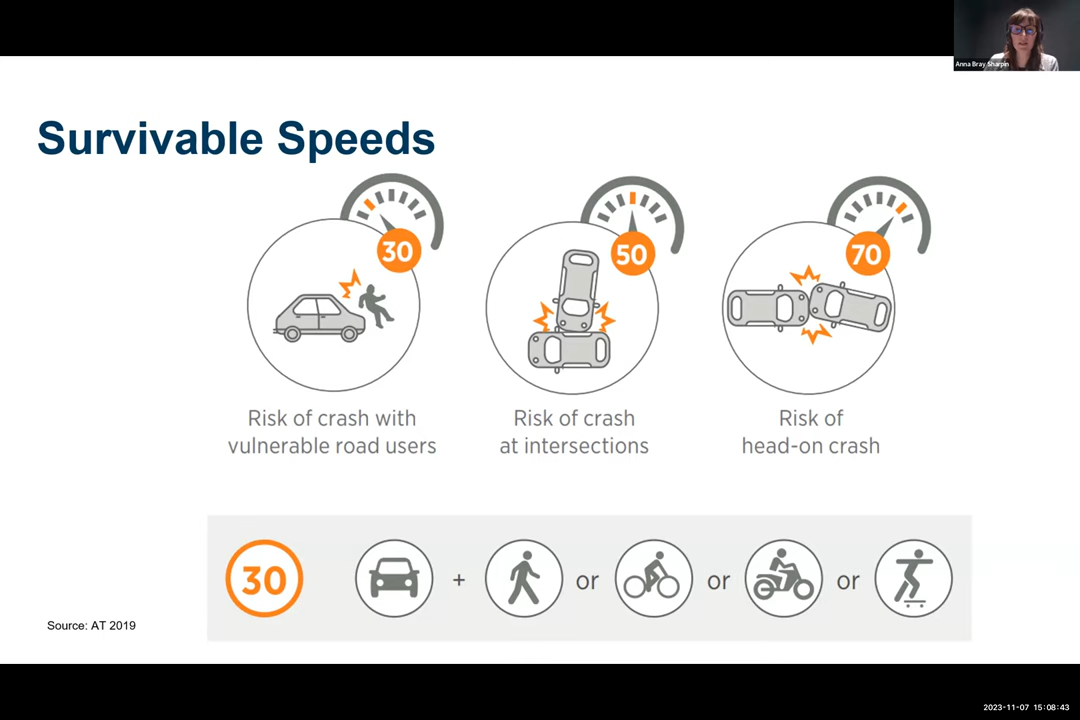 Anna Bray Sharpin
Survivable Speeds
30
50
70
Risk of crash with
vulnerable road users
Risk of crash
at intersections
Risk of
head-on crash
30
+
or
or
or
Source: AT 2019
2023-11-07 15:08:43